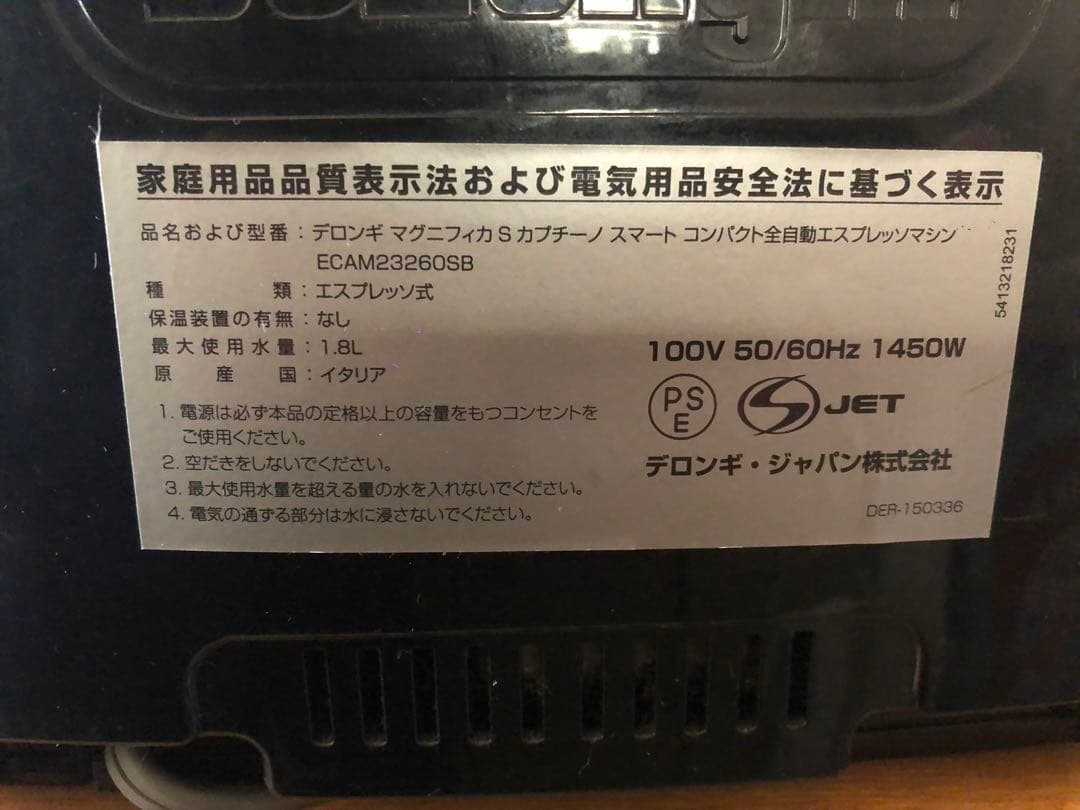 家庭用品品質表示法および電気用品安全法に基づく表示
品名および型番：デロンギ マグニフィカ S カプチーノ スマート コンパクト全自動エスプレッソマシン
ECAM23260SB
種類：エスプレッソ式
保温装置の有無：なし
最大使用水量：1.8L
原産国：イタリア
1. 電源は必ず本品の定格以上の容量をもつコンセントを
ご使用ください。
2. 空だきをしないでください。
3. 最大使用水量を超える量の水を入れないでください。
4. 電気の通ずる部分は水に浸さないでください。
100V 50/60Hz 1450W
PS
E
JET
デロンギ・ジャパン株式会社
DER-150336
5413218231